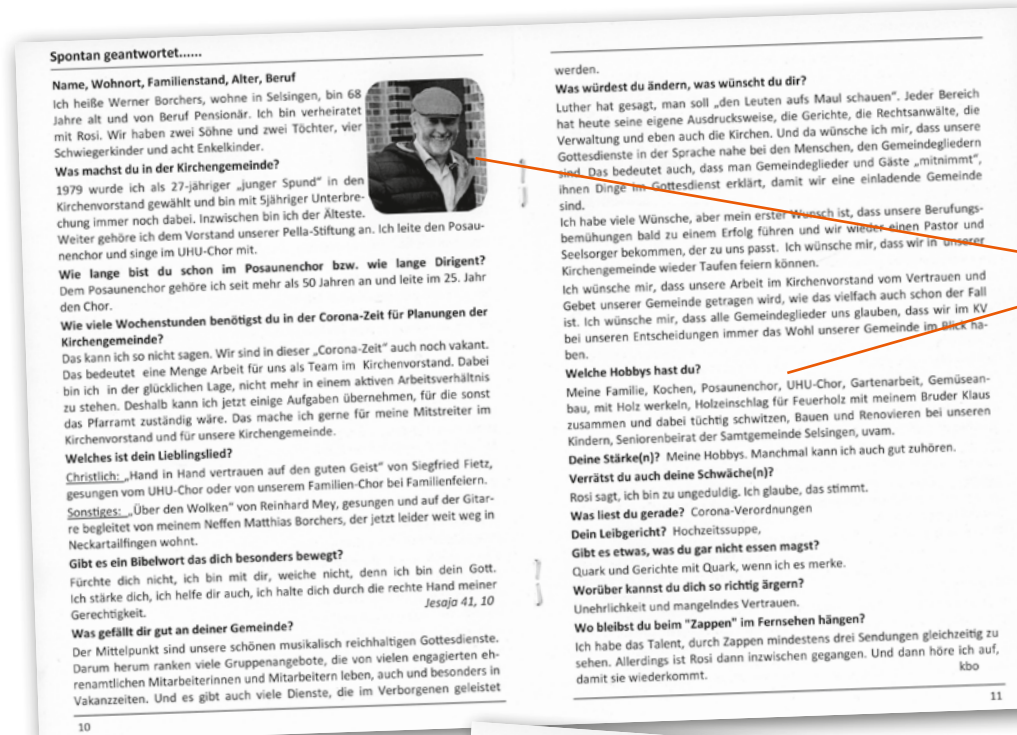 Spontan geantwortet......
Name, Wohnort, Familienstand, Alter, Beruf
Ich heiße Werner Borchers, wohne in Selsingen, bin 68
Jahre alt und von Beruf Pensionär. Ich bin verheiratet
mit Rosi. Wir haben zwei Söhne und zwei Töchter, vier
Schwiegerkinder und acht Enkelkinder.
Was machst du in der Kirchengemeinde?
1979 wurde ich als 27-jähriger „junger Spund" in den
Kirchenvorstand gewählt und bin mit 5jähriger Unterbre-
chung immer noch dabei. Inzwischen bin ich der Älteste.
Weiter gehöre ich dem Vorstand unserer Pella-Stiftung an. Ich leite den Posau-
nenchor und singe im UHU-Chor mit.
Wie lange bist du schon im Posaunenchor bzw. wie lange Dirigent?
Dem Posaunenchor gehöre ich seit mehr als 50 Jahren an und leite im 25. Jahr
den Chor.
Wie viele Wochenstunden benötigst du in der Corona-Zeit für Planungen der
Kirchengemeinde?
Das kann ich so nicht sagen. Wir sind in dieser „Corona-Zeit" auch noch vakant.
Das bedeutet eine Menge Arbeit für uns als Team im Kirchenvorstand. Dabei
bin ich in der glücklichen Lage, nicht mehr in einem aktiven Arbeitsverhältnis
zu stehen. Deshalb kann ich jetzt einige Aufgaben übernehmen, für die sonst
das Pfarramt zuständig wäre. Das mache ich gerne für meine Mitstreiter im
Kirchenvorstand und für unsere Kirchengemeinde.
Welches ist dein Lieblingslied?
Christlich: „Hand in Hand vertrauen auf den guten Geist" von Siegfried Fietz,
gesungen vom UHU-Chor oder von unserem Familien-Chor bei Familienfeiern.
Sonstiges: „Über den Wolken" von Reinhard Mey, gesungen und auf der Gitar-
re begleitet von meinem Neffen Matthias Borchers, der jetzt leider weit weg in
Neckartailfingen wohnt.
Gibt es ein Bibelwort das dich besonders bewegt?
Fürchte dich nicht, ich bin mit dir, weiche nicht, denn ich bin dein Gott.
Ich stärke dich, ich helfe dir auch, ich halte dich durch die rechte Hand meiner
Gerechtigkeit. Jesaja 41, 10
Was gefällt dir gut an deiner Gemeinde?
Der Mittelpunkt sind unsere schönen musikalisch reichhaltigen Gottesdienste.
Darum herum ranken viele Gruppenangebote, die von vielen engagierten eh-
renamtlichen Mitarbeiterinnen und Mitarbeitern leben, auch und besonders in
Vakanzzeiten. Und es gibt auch viele Dienste, die im Verborgenen geleistet
10
werden.
Was würdest du ändern, was wünscht du dir?
Luther hat gesagt, man soll „den Leuten aufs Maul schauen". Jeder Bereich
hat heute seine eigene Ausdrucksweise, die Gerichte, die Rechtsanwälte, die
Verwaltung und eben auch die Kirchen. Und da wünsche ich mir, dass unsere
Gottesdienste in der Sprache nahe bei den Menschen, den Gemeindegliedern
sind. Das bedeutet auch, dass man Gemeindeglieder und Gäste „mitnimmt",
ihnen Dinge im Gottesdienst erklärt, damit wir eine einladende Gemeinde
sind.
Ich habe viele Wünsche, aber mein erster Wunsch ist, dass unsere Berufungs-
bemühungen bald zu einem Erfolg führen und wir wieder einen Pastor und
Seelsorger bekommen, der zu uns passt. Ich wünsche mir, dass wir in unserer
Kirchengemeinde wieder Taufen feiern können.
Ich wünsche mir, dass unsere Arbeit im Kirchenvorstand vom Vertrauen und
Gebet unserer Gemeinde getragen wird, wie das vielfach auch schon der Fall
ist. Ich wünsche mir, dass alle Gemeindeglieder uns glauben, dass wir im KV
bei unseren Entscheidungen immer das Wohl unserer Gemeinde im Blick ha-
ben.
Welche Hobbys hast du?
Meine Familie, Kochen, Posaunenchor, UHU-Chor, Gartenarbeit, Gemüsean-
bau, mit Holz werkeln, Holzeinschlag für Feuerholz mit meinem Bruder Klaus
zusammen und dabei tüchtig schwitzen, Bauen und Renovieren bei unseren
Kindern, Seniorenbeirat der Samtgemeinde Selsingen, uvam.
Deine Stärke(n)? Meine Hobbys. Manchmal kann ich auch gut zuhören.
Verrätst du auch deine Schwäche(n)?
Rosi sagt, ich bin zu ungeduldig. Ich glaube, das stimmt.
Was liest du gerade? Corona-Verordnungen
Dein Leibgericht? Hochzeitssuppe,
Gibt es etwas, was du gar nicht essen magst?
Quark und Gerichte mit Quark, wenn ich es merke.
Worüber kannst du dich so richtig ärgern?
Unehrlichkeit und mangelndes Vertrauen.
Wo bleibst du beim "Zappen" im Fernsehen hängen?
Ich habe das Talent, durch Zappen mindestens drei Sendungen gleichzeitig zu
sehen. Allerdings ist Rosi dann inzwischen gegangen. Und dann höre ich auf,
damit sie wiederkommt. kbo
11